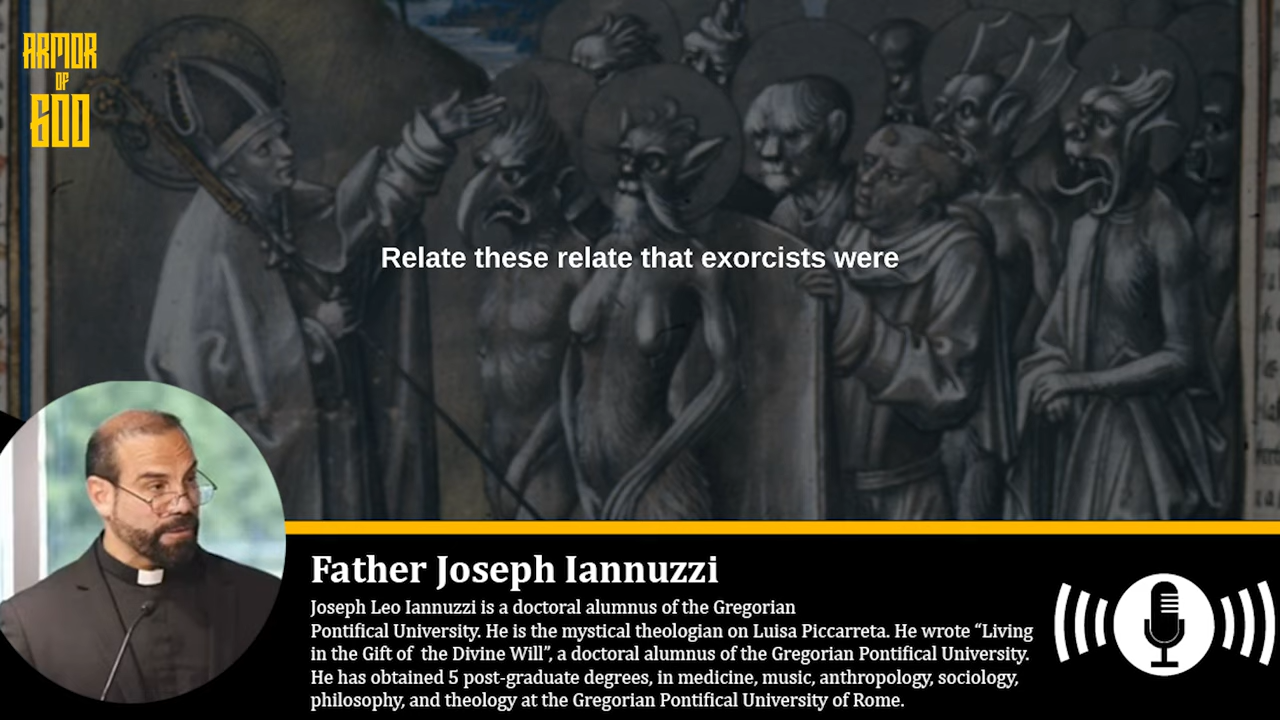 ARMOR
OF
GOD
Relate these relate that exorcists were
Father Joseph Iannuzzi
Joseph Leo Iannuzzi is a doctoral alumnus of the Gregorian
Pontifical University. He is the mystical theologian on Luisa Piccarreta. He wrote “Living
in the Gift of the Divine Will”, a doctoral alumnus of the Gregorian Pontifical University.
He has obtained 5 post-graduate degrees, in medicine, music, anthropology, sociology,
philosophy, and theology at the Gregorian Pontifical University of Rome.